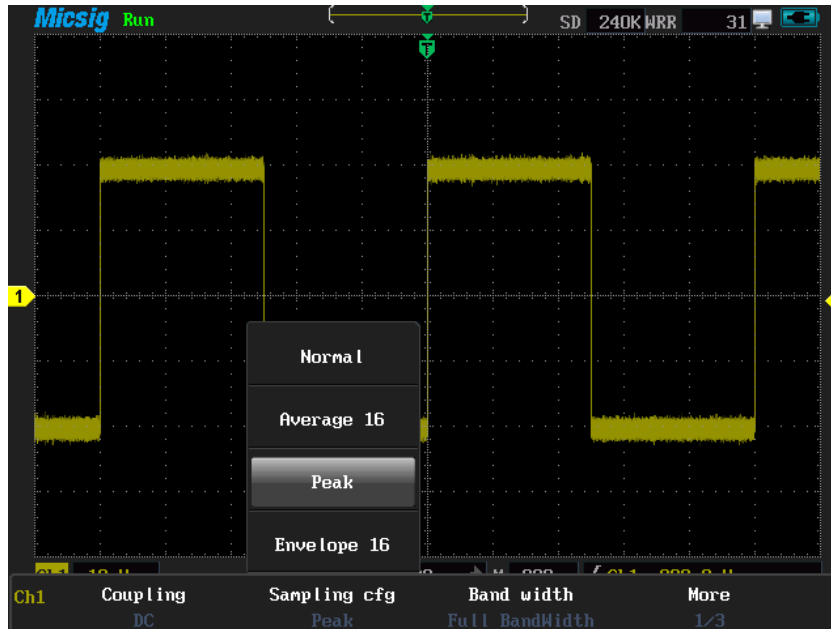 Micsig Run SD 240K WRR 31
T
T
1
Normal
Average 16
Peak
Envelope 16
Ch1 Coupling Sampling cfg Band width More
DC Peak Full BandWidth 1/3